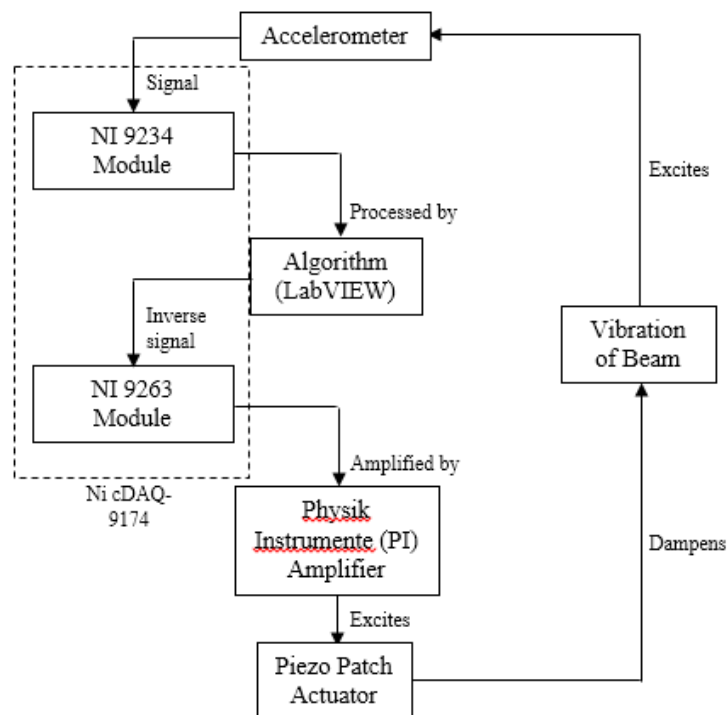 Accelerometer
Signal
NI 9234
Module
Excites
Processed by
Algorithm
(LabVIEW)
Inverse
signal
Vibration
of Beam
NI 9263
Module
Amplified by
Ni cDAQ-
9174
Physik
Instrumente (PI)
Amplifier
Dampens
Excites
Piezo Patch
Actuator